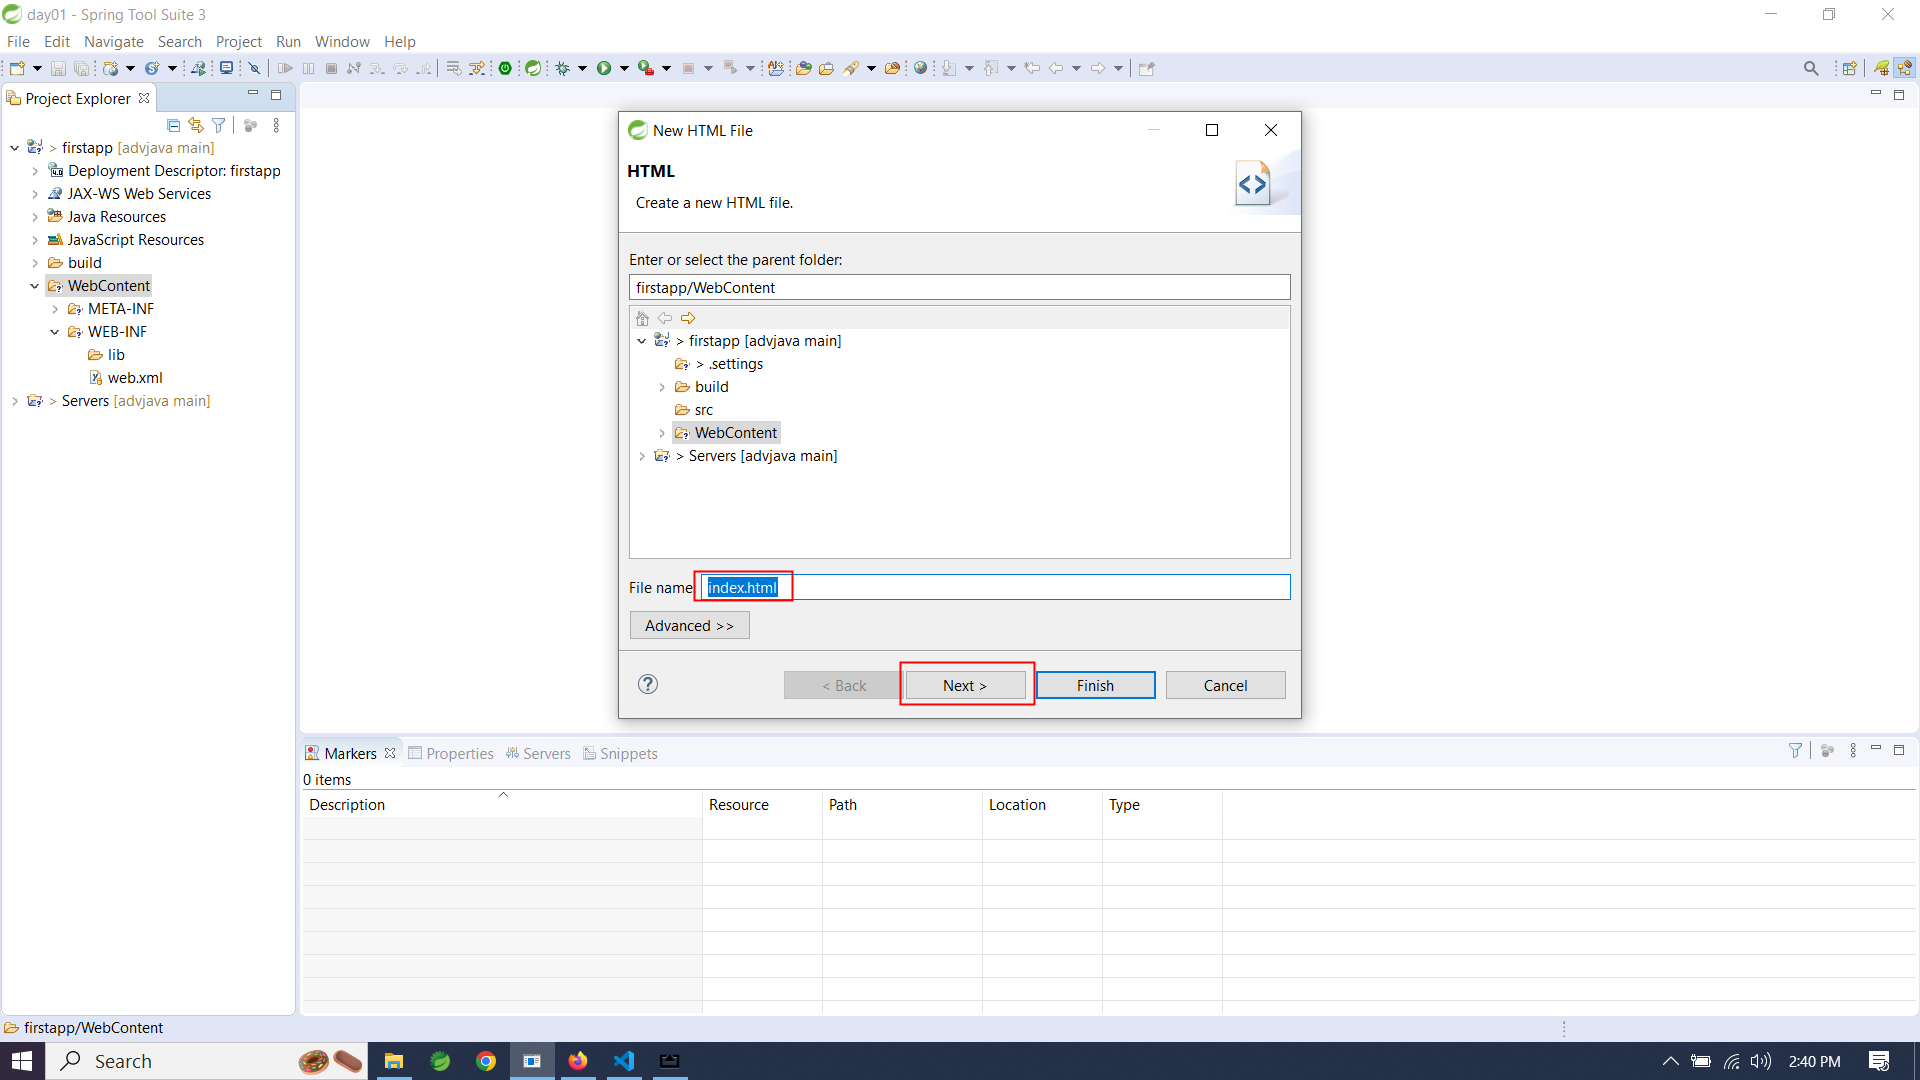 day01 - Spring Tool Suite 3
File Edit Navigate Search Project Run Window Help
Project Explorer
> firstapp [advjava main]
Deployment Descriptor: firstapp
JAX-WS Web Services
Java Resources
JavaScript Resources
build
WebContent
META-INF
WEB-INF
lib
web.xml
> Servers [advjava main]
New HTML File
HTML
Create a new HTML file.
Enter or select the parent folder:
firstapp/WebContent
> firstapp [advjava main]
> .settings
build
src
WebContent
> Servers [advjava main]
File name
index.html
Advanced >>
< Back
Next >
Finish
Cancel
Markers Properties Servers Snippets
0 items
Description Resource Path Location Type
firstapp/WebContent
Search
2:40 PM